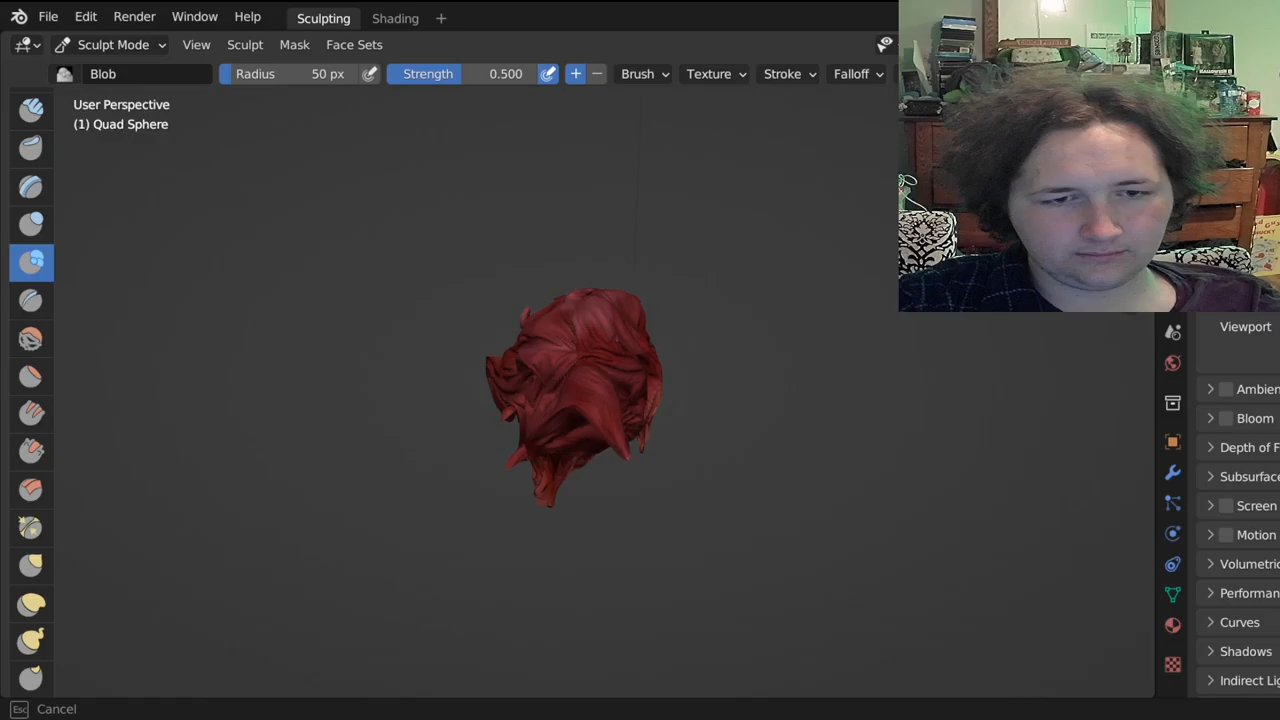 File Edit Render Window Help Sculpting Shading +
Sculpt Mode View Sculpt Mask Face Sets
Blob Radius 50 px Strength 0.500 Brush Texture Stroke Falloff
User Perspective
(1) Quad Sphere
Viewport
Ambien
Bloom
Depth of F
Subsurface
Screen
Motion
Volumetric
Performan
Curves
Shadows
Indirect Lig
Esc Cancel